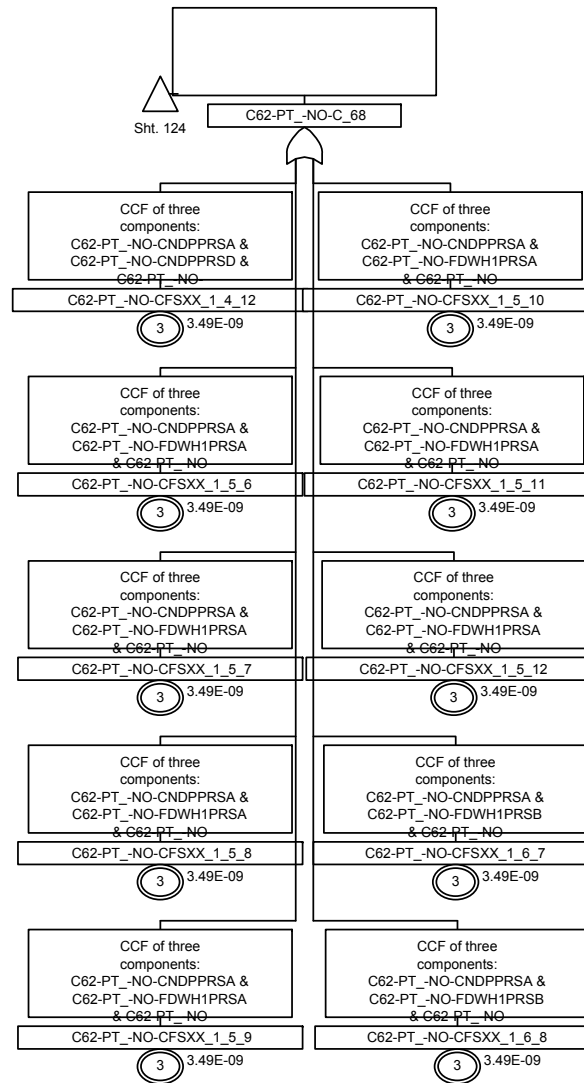 Sht. 124
C62-PT_-NO-C_68
CCF of three
components:
C62-PT_-NO-CNDPPRSA &
C62-PT_-NO-CNDPPRSD &
C62-PT_-NO-
C62-PT_-NO-CFSXX_1_4_12
3
3.49E-09
CCF of three
components:
C62-PT_-NO-CNDPPRSA &
C62-PT_-NO-FDWH1PRSA
& C62-PT_-NO
C62-PT_-NO-CFSXX_1_5_10
3
3.49E-09
CCF of three
components:
C62-PT_-NO-CNDPPRSA &
C62-PT_-NO-FDWH1PRSA
& C62-PT_-NO
C62-PT_-NO-CFSXX_1_5_6
3
3.49E-09
CCF of three
components:
C62-PT_-NO-CNDPPRSA &
C62-PT_-NO-FDWH1PRSA
& C62-PT_-NO
C62-PT_-NO-CFSXX_1_5_11
3
3.49E-09
CCF of three
components:
C62-PT_-NO-CNDPPRSA &
C62-PT_-NO-FDWH1PRSA
& C62-PT_-NO
C62-PT_-NO-CFSXX_1_5_7
3
3.49E-09
CCF of three
components:
C62-PT_-NO-CNDPPRSA &
C62-PT_-NO-FDWH1PRSA
& C62-PT_-NO
C62-PT_-NO-CFSXX_1_5_12
3
3.49E-09
CCF of three
components:
C62-PT_-NO-CNDPPRSA &
C62-PT_-NO-FDWH1PRSA
& C62-PT_-NO
C62-PT_-NO-CFSXX_1_5_8
3
3.49E-09
CCF of three
components:
C62-PT_-NO-CNDPPRSA &
C62-PT_-NO-FDWH1PRSB
& C62-PT_-NO
C62-PT_-NO-CFSXX_1_6_7
3
3.49E-09
CCF of three
components:
C62-PT_-NO-CNDPPRSA &
C62-PT_-NO-FDWH1PRSA
& C62-PT_-NO
C62-PT_-NO-CFSXX_1_5_9
3
3.49E-09
CCF of three
components:
C62-PT_-NO-CNDPPRSA &
C62-PT_-NO-FDWH1PRSB
& C62-PT_-NO
C62-PT_-NO-CFSXX_1_6_8
3
3.49E-09